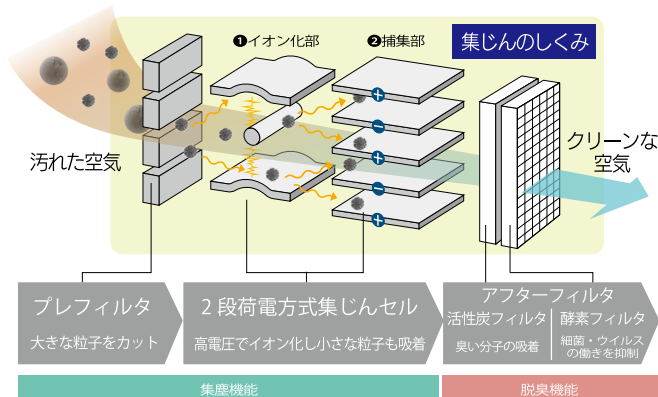 ❶イオン化部
❷捕集部
集じんのしくみ
汚れた空気
クリーンな
空気
+
−
+
−
+
プレフィルタ
大きな粒子をカット
2段荷電方式集じんセル
高電圧でイオン化し小さな粒子も吸着
アフターフィルタ
活性炭フィルタ
臭い分子の吸着
酵素フィルタ
細菌・ウイルス
の働きを抑制
集塵機能
脱臭機能